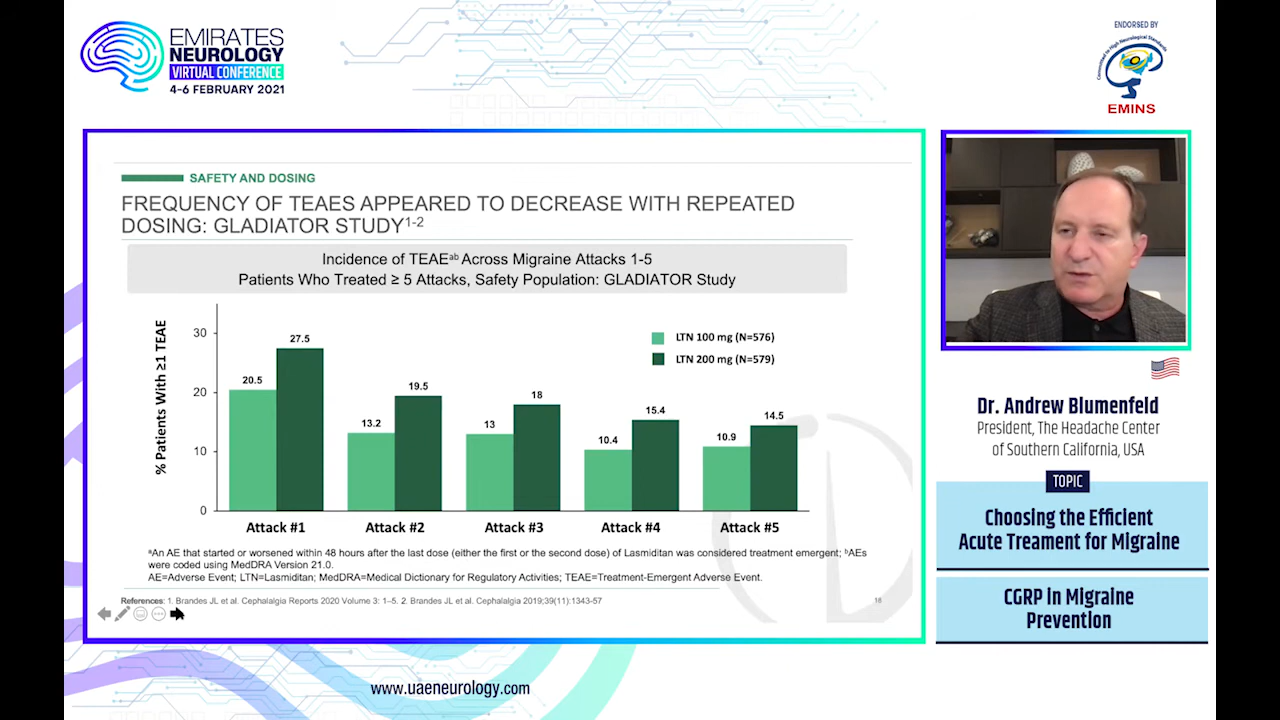 EMIRATES
NEUROLOGY
VIRTUAL CONFERENCE
4-6 FEBRUARY 2021
ENDORSED BY
Committed to High Neurological Standards
EMINS
SAFETY AND DOSING
FREQUENCY OF TEAES APPEARED TO DECREASE WITH REPEATED
DOSING: GLADIATOR STUDY1-2
Incidence of TEAEab Across Migraine Attacks 1-5
Patients Who Treated ≥ 5 Attacks, Safety Population: GLADIATOR Study
% Patients With ≥1 TEAE
30
20
10
0
LTN 100 mg (N=576)
LTN 200 mg (N=579)
20.5
27.5
13.2
19.5
13
18
10.4
15.4
10.9
14.5
Attack #1
Attack #2
Attack #3
Attack #4
Attack #5
aAn AE that started or worsened within 48 hours after the last dose (either the first or the second dose) of Lasmiditan was considered treatment emergent; bAEs
were coded using MedDRA Version 21.0.
AE=Adverse Event; LTN=Lasmiditan; MedDRA=Medical Dictionary for Regulatory Activities; TEAE=Treatment-Emergent Adverse Event.
References: 1. Brandes JL et al. Cephalalgia Reports 2020 Volume 3: 1–5. 2. Brandes JL et al. Cephalalgia 2019;39(11):1343-57
18
Dr. Andrew Blumenfeld
President, The Headache Center
of Southern California, USA
TOPIC
Choosing the Efficient
Acute Treament for Migraine
CGRP in Migraine
Prevention
www.uaeneurology.com